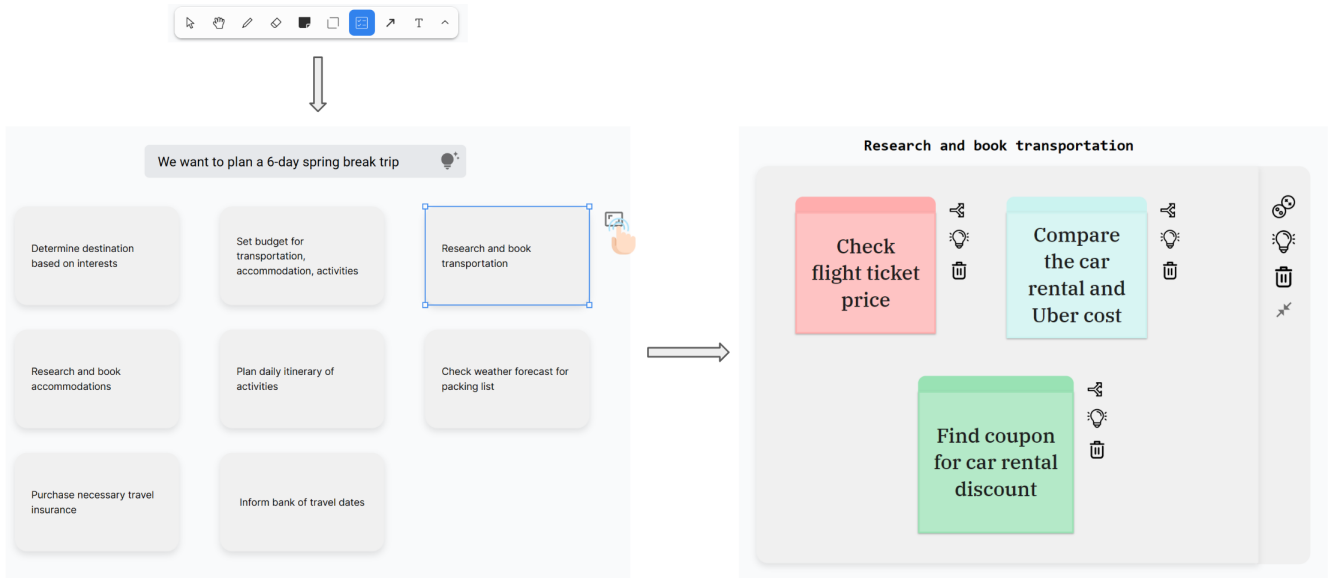 T
We want to plan a 6-day spring break trip
Determine destination
based on interests
Set budget for
transportation,
accommodation, activities
Research and book
transportation
Research and book
accommodations
Plan daily itinerary of
activities
Check weather forecast for
packing list
Purchase necessary travel
insurance
Inform bank of travel dates
Research and book transportation
Check
flight ticket
price
Compare
the car
rental and
Uber cost
Find coupon
for car rental
discount